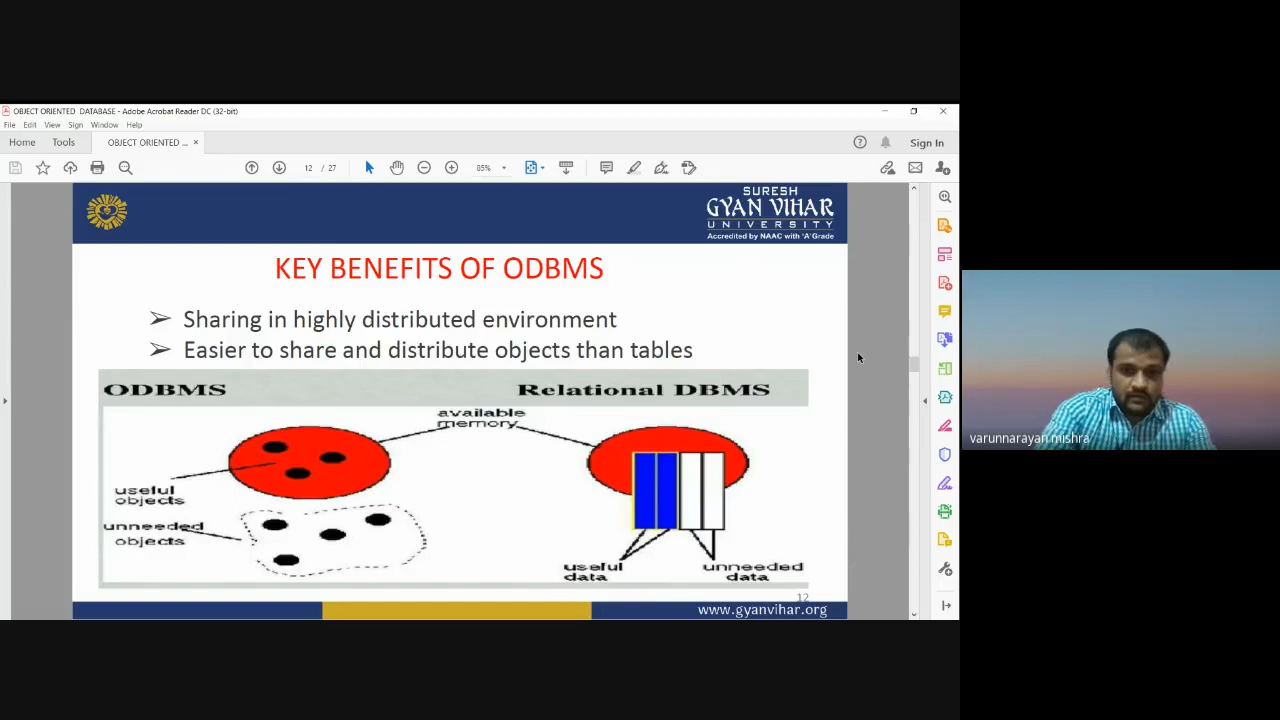 OBJECT ORIENTED DATABASE - Adobe Acrobat Reader DC (32-bit)
File Edit View Sign Window Help
Home Tools OBJECT ORIENTED ... × Sign In
12 / 27 85%
SURESH
GYAN VIHAR
UNIVERSITY
Accredited by NAAC with 'A' Grade
KEY BENEFITS OF ODBMS
➢ Sharing in highly distributed environment
➢ Easier to share and distribute objects than tables
ODBMS Relational DBMS
available
memory
useful
objects
unneeded
objects
useful
data
unneeded
data
12
www.gyanvihar.org
varunnarayan mishra